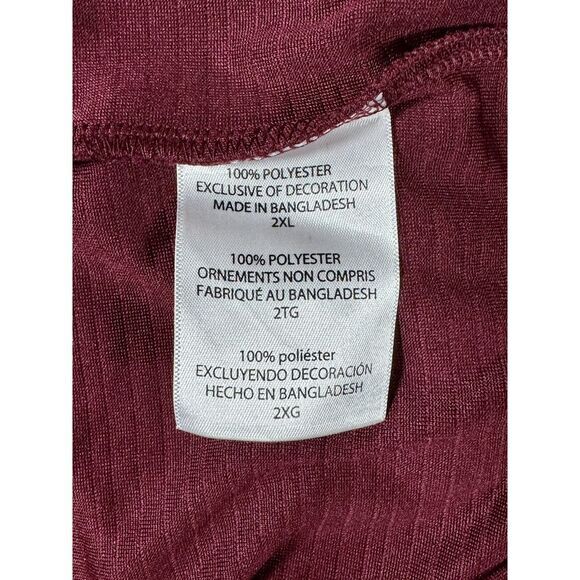 100% POLYESTER
EXCLUSIVE OF DECORATION
MADE IN BANGLADESH
2XL
100% POLYESTER
ORNEMENTS NON COMPRIS
FABRIQUÉ AU BANGLADESH
2TG
100% poliéster
EXCLUYENDO DECORACIÓN
HECHO EN BANGLADESH
2XG